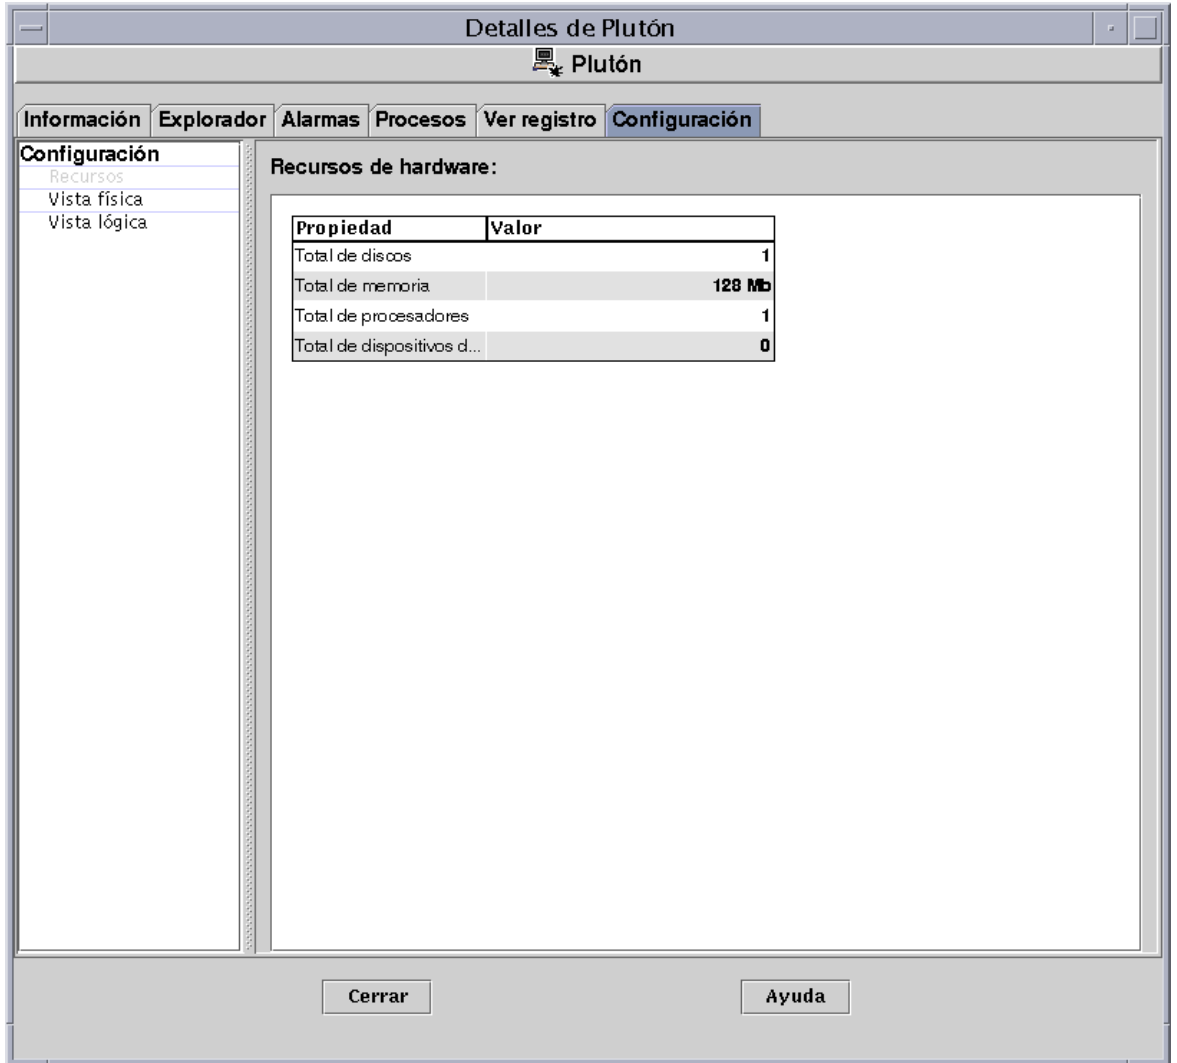 Detalles de Plutón
Plutón
Información Explorador Alarmas Procesos Ver registro Configuración
Configuración
Recursos
Vista física
Vista lógica
Recursos de hardware:
Propiedad Valor
Total de discos 1
Total de memoria 128 Mb
Total de procesadores 1
Total de dispositivos d... 0
Cerrar Ayuda